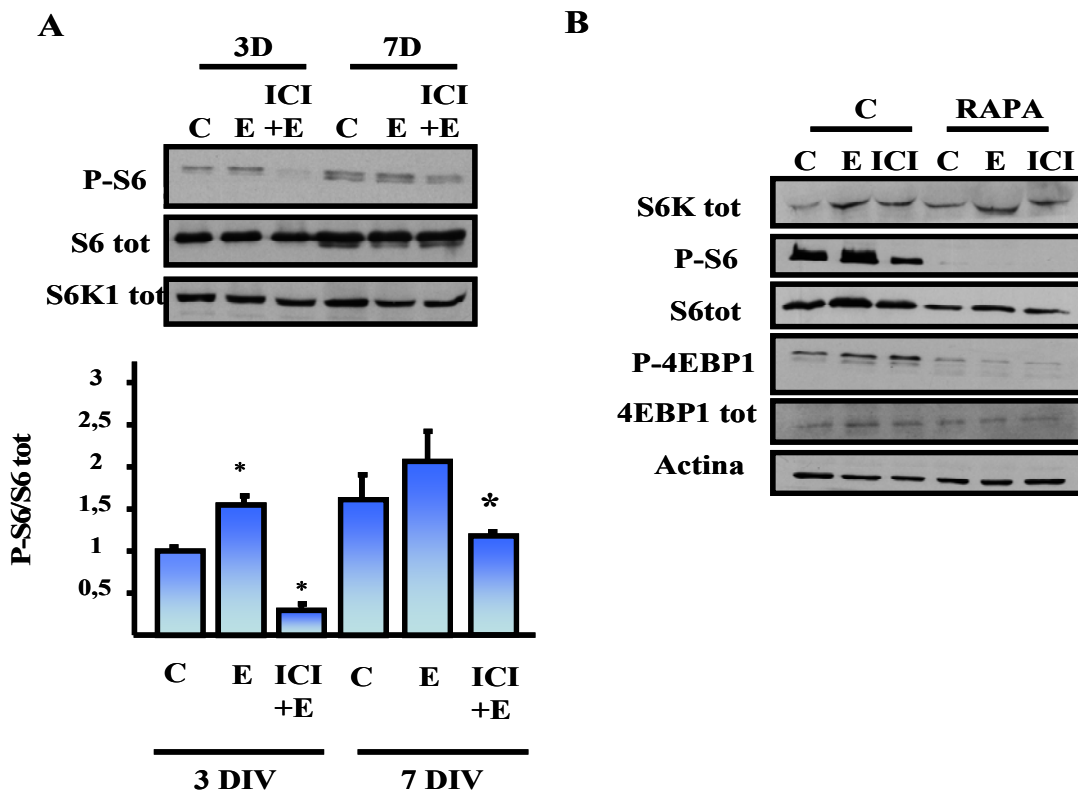 A
3D 7D
ICI ICI
C E +E C E +E
P-S6
S6 tot
S6K1 tot
P-S6/S6 tot
3
2,5
2
*
1,5
*
1
*
0,5
C E ICI C E ICI
+E +E
3 DIV 7 DIV
B
C RAPA
C E ICI C E ICI
S6K tot
P-S6
S6tot
P-4EBP1
4EBP1 tot
Actina